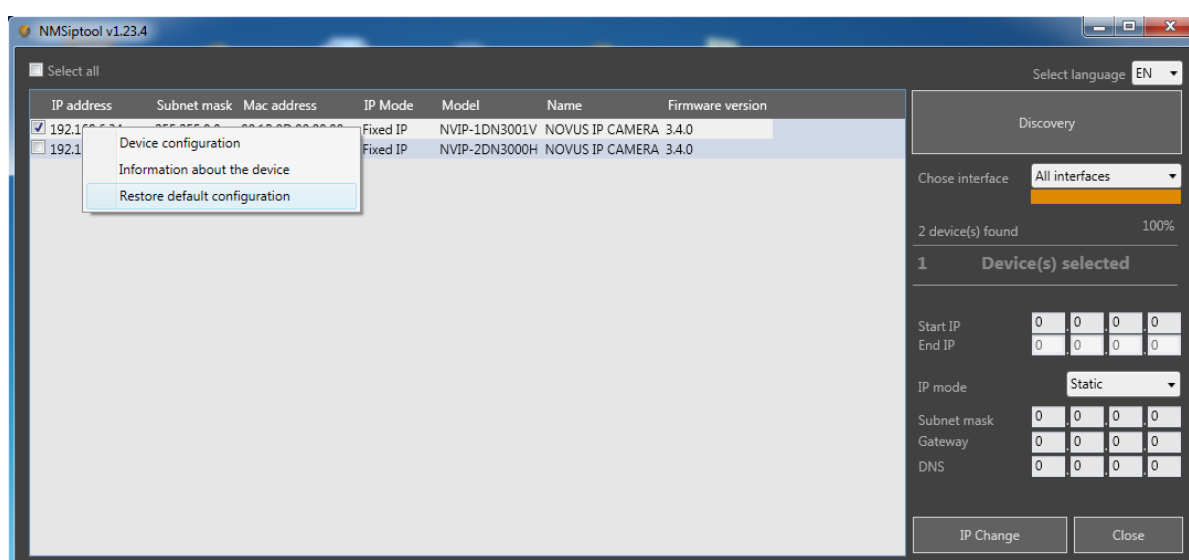 NMSiptool v1.23.4
Select all
Select language EN
IP address Subnet mask Mac address IP Mode Model Name Firmware version
Fixed IP NVIP-1DN3001V NOVUS IP CAMERA 3.4.0
192.1 Fixed IP NVIP-2DN3000H NOVUS IP CAMERA 3.4.0
Device configuration
Information about the device
Restore default configuration
Discovery
Chose interface All interfaces
2 device(s) found 100%
1 Device(s) selected
Start IP 0 . 0 . 0 . 0
End IP 0 . 0 . 0 . 0
IP mode Static
Subnet mask 0 . 0 . 0 . 0
Gateway 0 . 0 . 0 . 0
DNS 0 . 0 . 0 . 0
IP Change Close